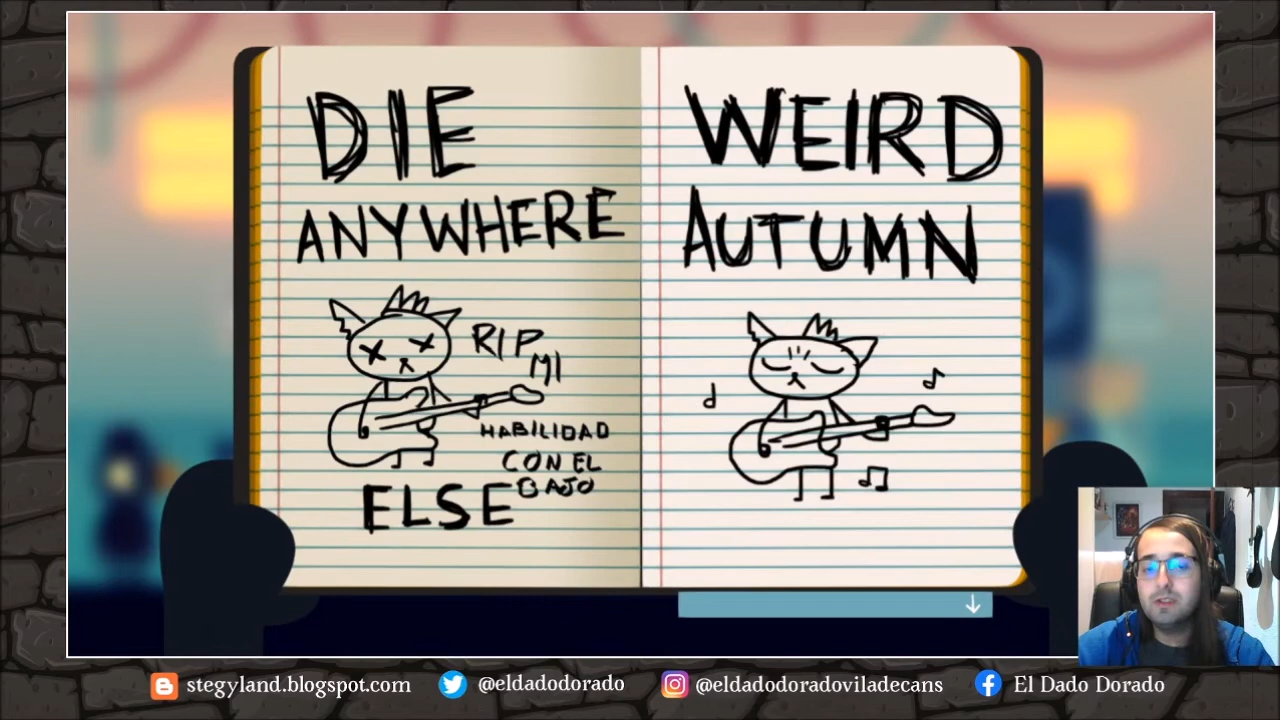 DIE
ANYWHERE
RIP
MI
HABILIDAD
CON EL
BAJO
ELSE
WEIRD
AUTUMN
stegyland.blogspot.com
@eldadodorado
@eldadodoradoviladecans
El Dado Dorado